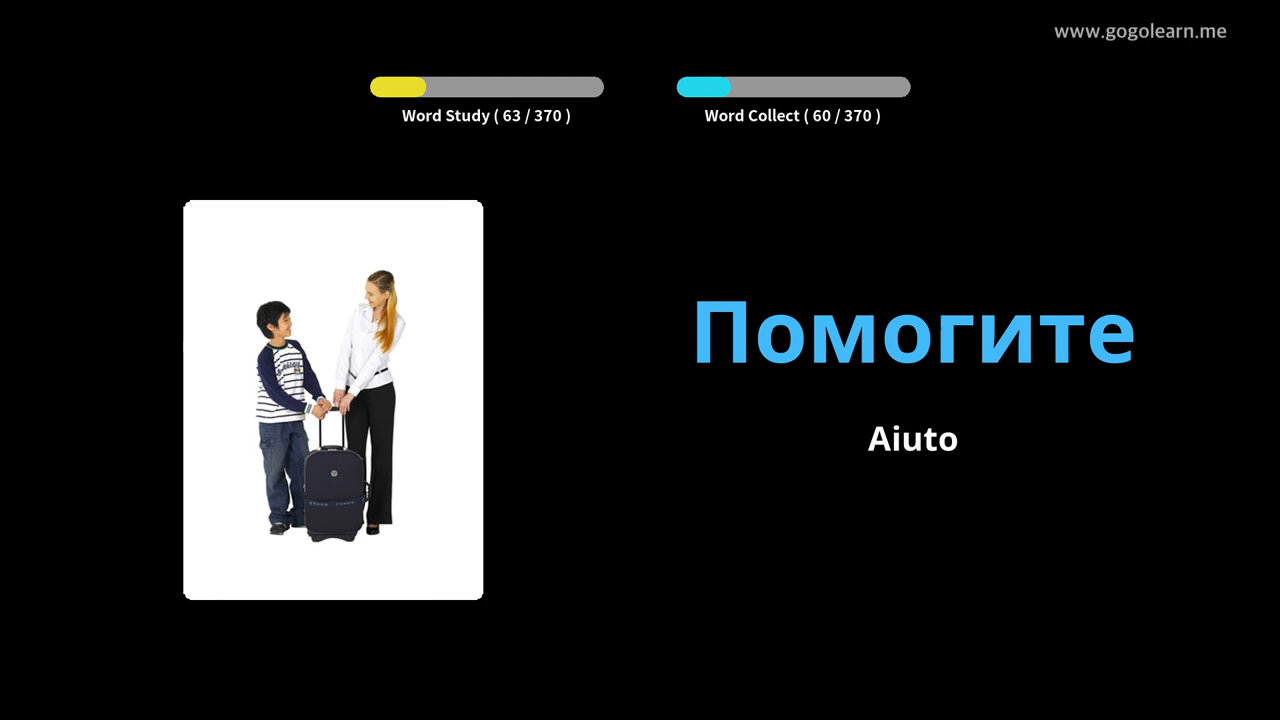 www.gogolearn.me
Word Study ( 63 / 370 )
Word Collect ( 60 / 370 )
Помогите
Aiuto